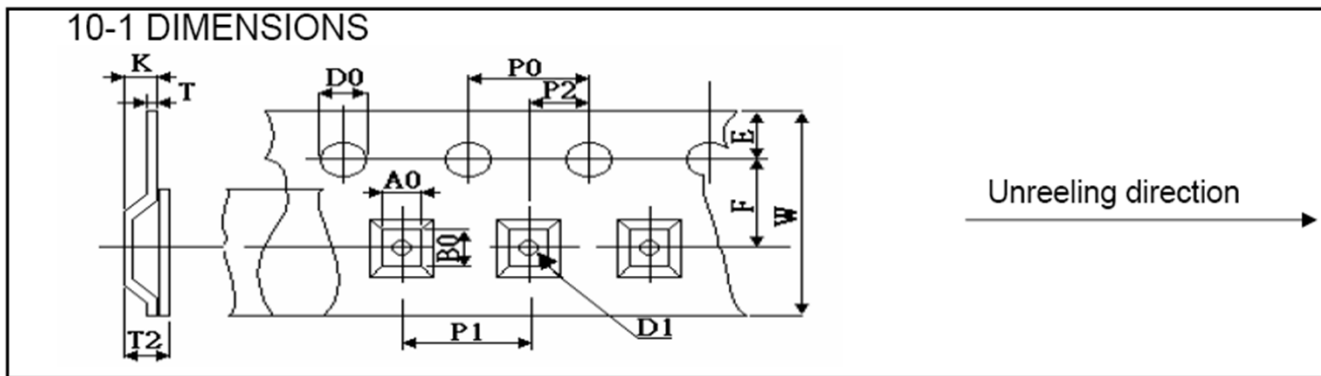 10-1 DIMENSIONS
K
T
D0
P0
P2
E
A0
F
W
Unreeling direction
B0
T2
P1
D1